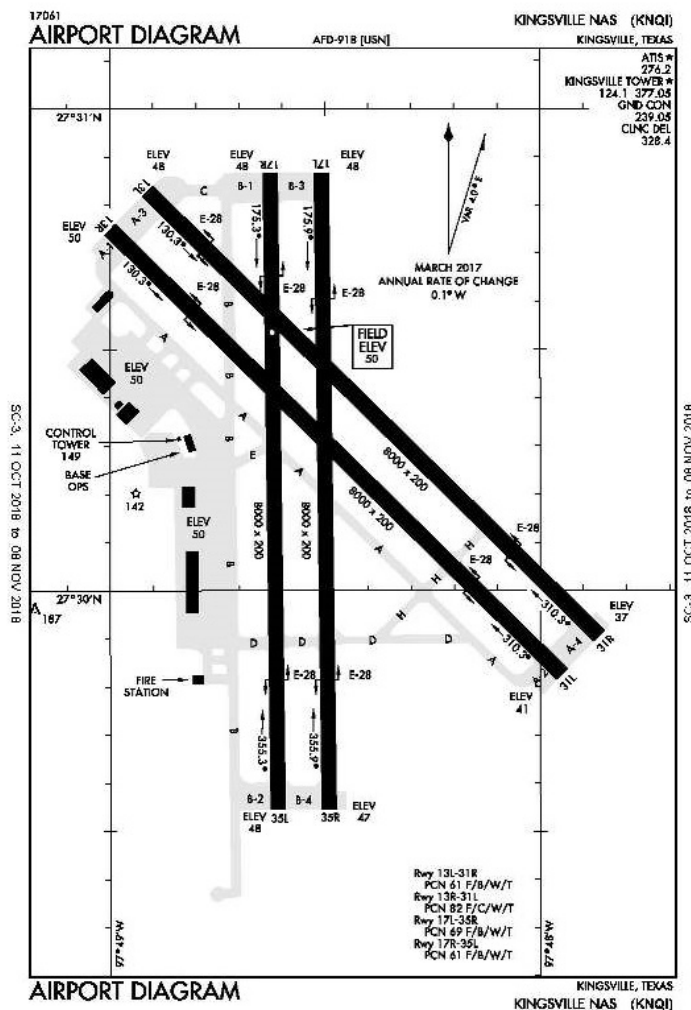 17061
AIRPORT DIAGRAM
AFD-918 [USN]
KINGSVILLE NAS (KNQI)
KINGSVILLE, TEXAS
ATIS★
276.2
KINGSVILLE TOWER★
124.1 377.05
GND CON
239.05
CLNC DEL
328.4
27°31'N
VAR 4.0° E
MARCH 2017
ANNUAL RATE OF CHANGE
0.1° W
ELEV
48
13L
A-3
C
ELEV
48
17R
B-1
B-3
17L
ELEV
48
ELEV
50
13R
A-1
130.3°
E-28
130.3°
E-28
175.3°
E-28
175.9°
E-28
FIELD
ELEV
50
A
B
B
B
B
B
E
A
A
A
A
ELEV
50
CONTROL
TOWER
149
BASE
OPS
142
ELEV
50
8000 x 200
8000 x 200
8000 x 200
8000 x 200
H
H
H
E-28
E-28
310.3°
310.3°
27°30'N
187
D
D
D
D
ELEV
37
A-4
31R
A-2
31L
ELEV
41
FIRE
STATION
E-28
E-28
355.3°
355.9°
B-2
B-4
ELEV
48
35L
35R
ELEV
47
Rwy 13L-31R
PCN 61 F/B/W/T
Rwy 13R-31L
PCN 82 F/C/W/T
Rwy 17L-35R
PCN 69 F/B/W/T
Rwy 17R-35L
PCN 61 F/B/W/T
97°49'W
97°48'W
SC-3, 11 OCT 2018 to 08 NOV 2018
SC-3, 11 OCT 2018 to 08 NOV 2018
AIRPORT DIAGRAM
KINGSVILLE, TEXAS
KINGSVILLE NAS (KNQI)